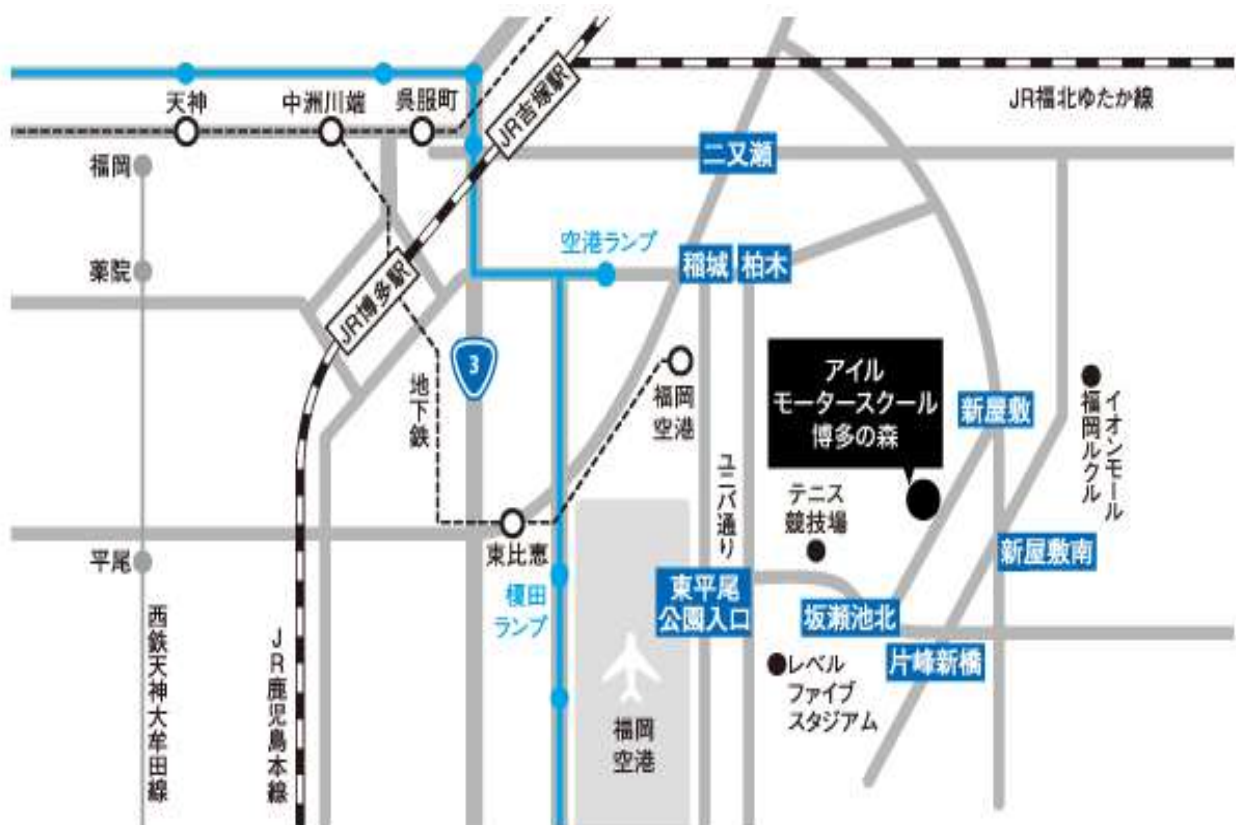 JR福北ゆたか線
JR吉塚駅
天神
中洲川端
呉服町
福岡
二又瀬
薬院
空港ランプ
稲城
柏木
JR博多駅
3
地下鉄
福岡
空港
アイル
モータースクール
博多の森
新屋敷
イオンモール
福岡ルクル
ユニバ通り
テニス
競技場
東比恵
平尾
榎田
ランプ
東平尾
公園入口
新屋敷南
坂瀬池北
片峰新橋
レベル
ファイブ
スタジアム
西鉄天神大牟田線
JR鹿児島本線
福岡
空港